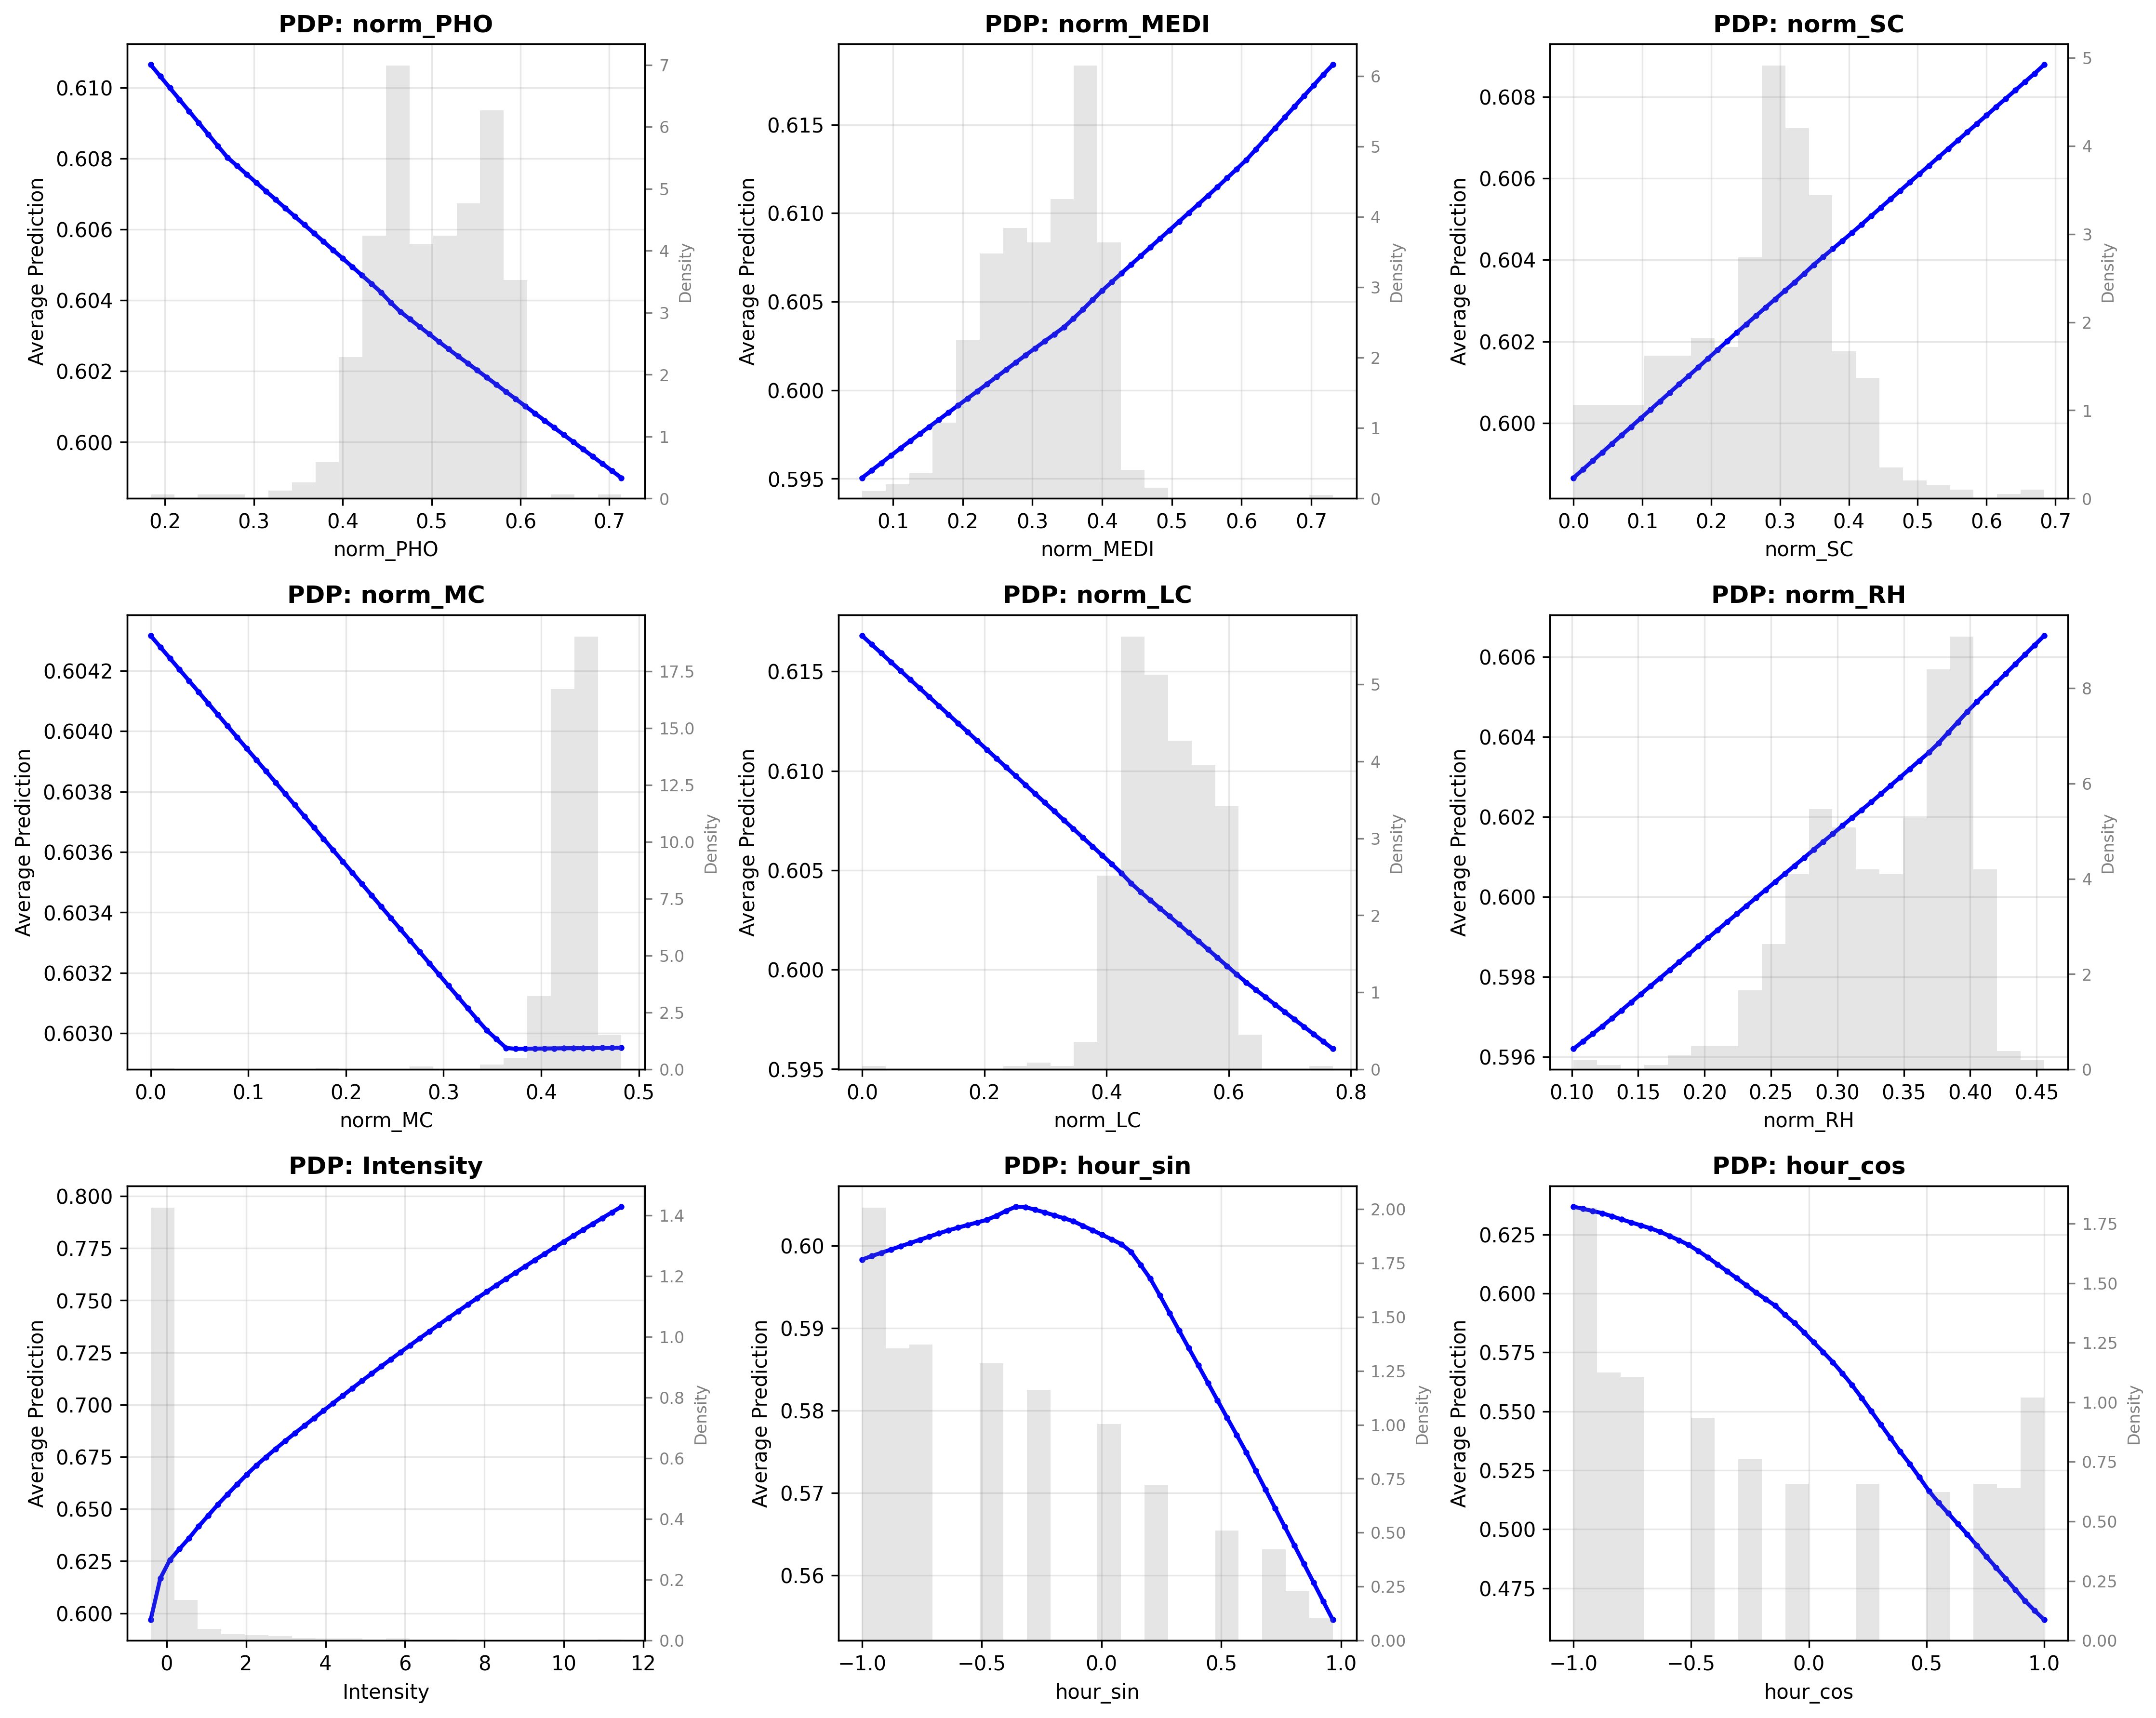 PDP: norm_PHO
Average Prediction
0.610
0.608
0.606
0.604
0.602
0.600
0.2 0.3 0.4 0.5 0.6 0.7
norm_PHO
7
6
5
4
3
2
1
0
Density
PDP: norm_MEDI
Average Prediction
0.615
0.610
0.605
0.600
0.595
0.1 0.2 0.3 0.4 0.5 0.6 0.7
norm_MEDI
6
5
4
3
2
1
0
Density
PDP: norm_SC
Average Prediction
0.608
0.606
0.604
0.602
0.600
0.0 0.1 0.2 0.3 0.4 0.5 0.6 0.7
norm_SC
5
4
3
2
1
0
Density
PDP: norm_MC
Average Prediction
0.6042
0.6040
0.6038
0.6036
0.6034
0.6032
0.6030
0.0 0.1 0.2 0.3 0.4 0.5
norm_MC
17.5
15.0
12.5
10.0
7.5
5.0
2.5
0.0
Density
PDP: norm_LC
Average Prediction
0.615
0.610
0.605
0.600
0.595
0.0 0.2 0.4 0.6 0.8
norm_LC
5
4
3
2
1
0
Density
PDP: norm_RH
Average Prediction
0.606
0.604
0.602
0.600
0.598
0.596
0.10 0.15 0.20 0.25 0.30 0.35 0.40 0.45
norm_RH
8
6
4
2
0
Density
PDP: Intensity
Average Prediction
0.800
0.775
0.750
0.725
0.700
0.675
0.650
0.625
0.600
0 2 4 6 8 10 12
Intensity
1.4
1.2
1.0
0.8
0.6
0.4
0.2
0.0
Density
PDP: hour_sin
Average Prediction
0.60
0.59
0.58
0.57
0.56
−1.0 −0.5 0.0 0.5 1.0
hour_sin
2.00
1.75
1.50
1.25
1.00
0.75
0.50
0.25
0.00
Density
PDP: hour_cos
Average Prediction
0.625
0.600
0.575
0.550
0.525
0.500
0.475
−1.0 −0.5 0.0 0.5 1.0
hour_cos
1.75
1.50
1.25
1.00
0.75
0.50
0.25
0.00
Density